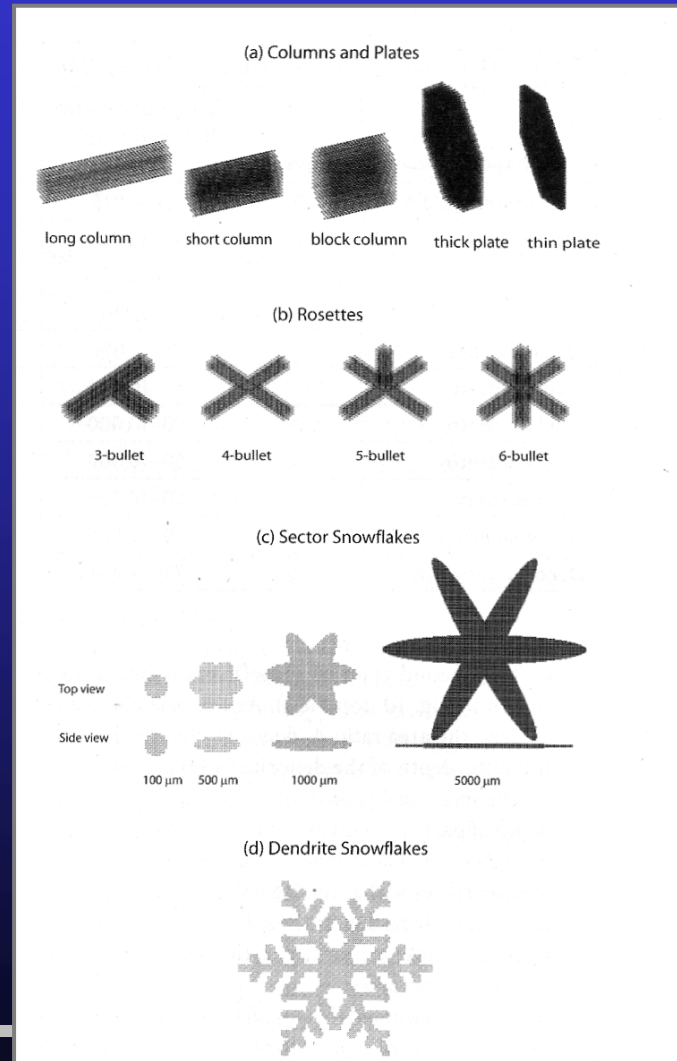 (a) Columns and Plates
long column short column block column thick plate thin plate
(b) Rosettes
3-bullet 4-bullet 5-bullet 6-bullet
(c) Sector Snowflakes
Top view
Side view
100 μm 500 μm 1000 μm 5000 μm
(d) Dendrite Snowflakes